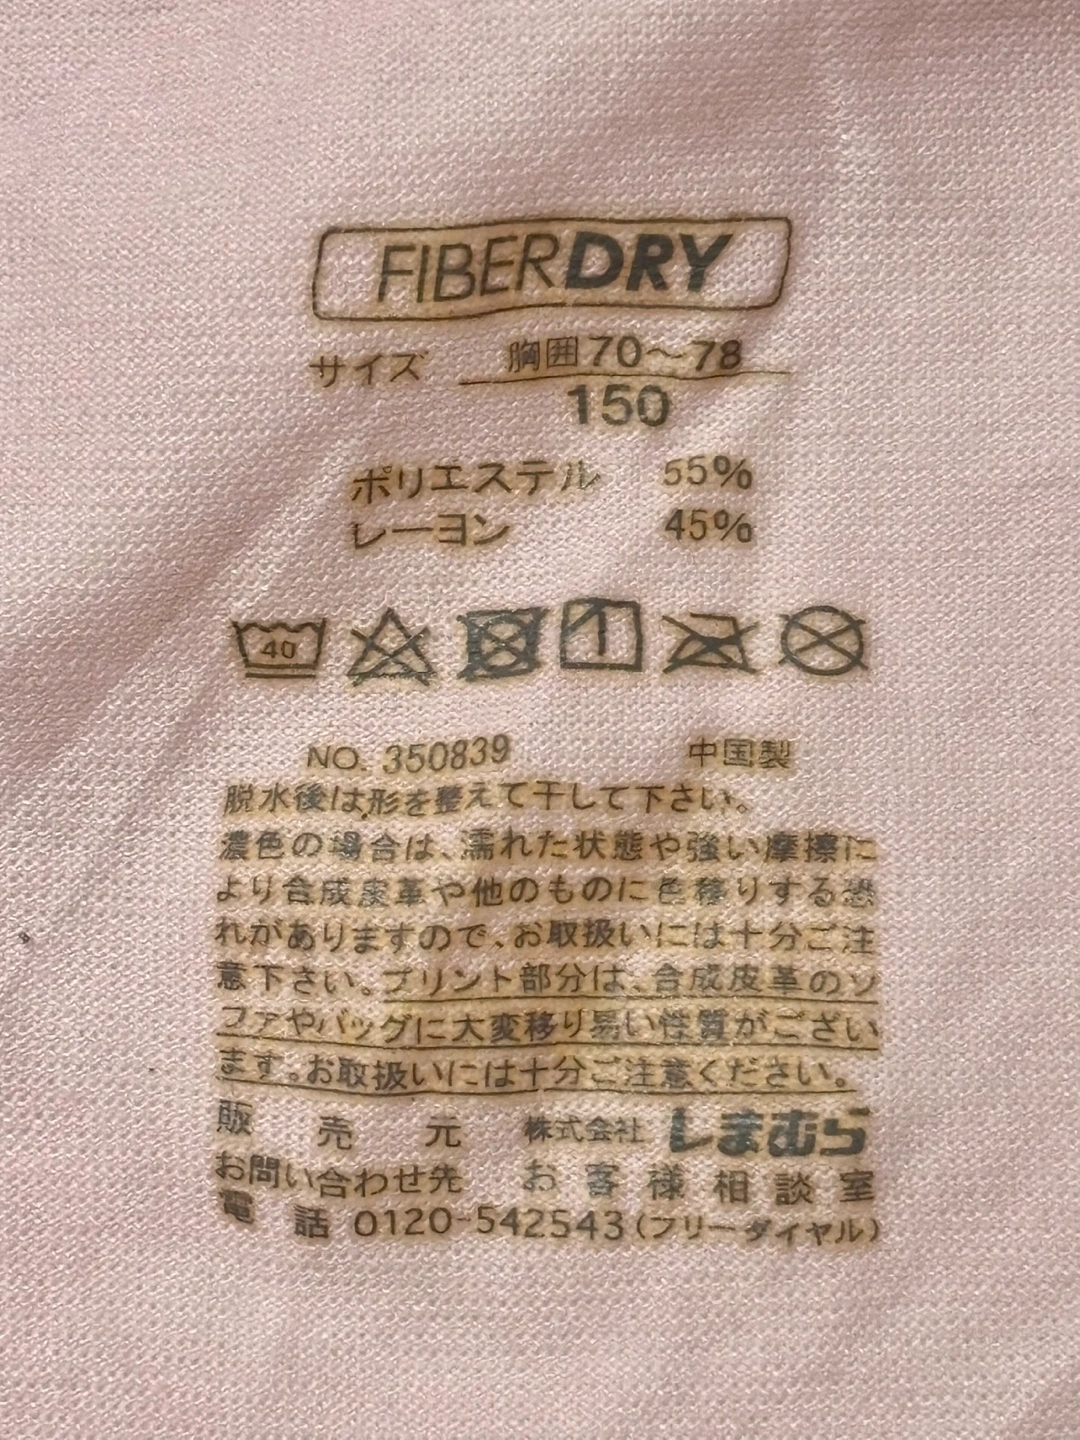 FIBERDRY
サイズ 胸囲70〜78
150
ポリエステル 55%
レーヨン 45%
40
NO. 350839 中国製
脱水後は形を整えて干して下さい。
濃色の場合は、濡れた状態や強い摩擦に
より合成皮革や他のものに色移りする恐
れがありますので、お取扱いには十分ご注
意下さい。プリント部分は、合成皮革のソ
ファやバッグに大変移り易い性質がござい
ます。お取扱いには十分ご注意ください。
販売元 株式会社 しまむら
お問い合わせ先 お客様相談室
電話 0120-542543(フリーダイヤル)